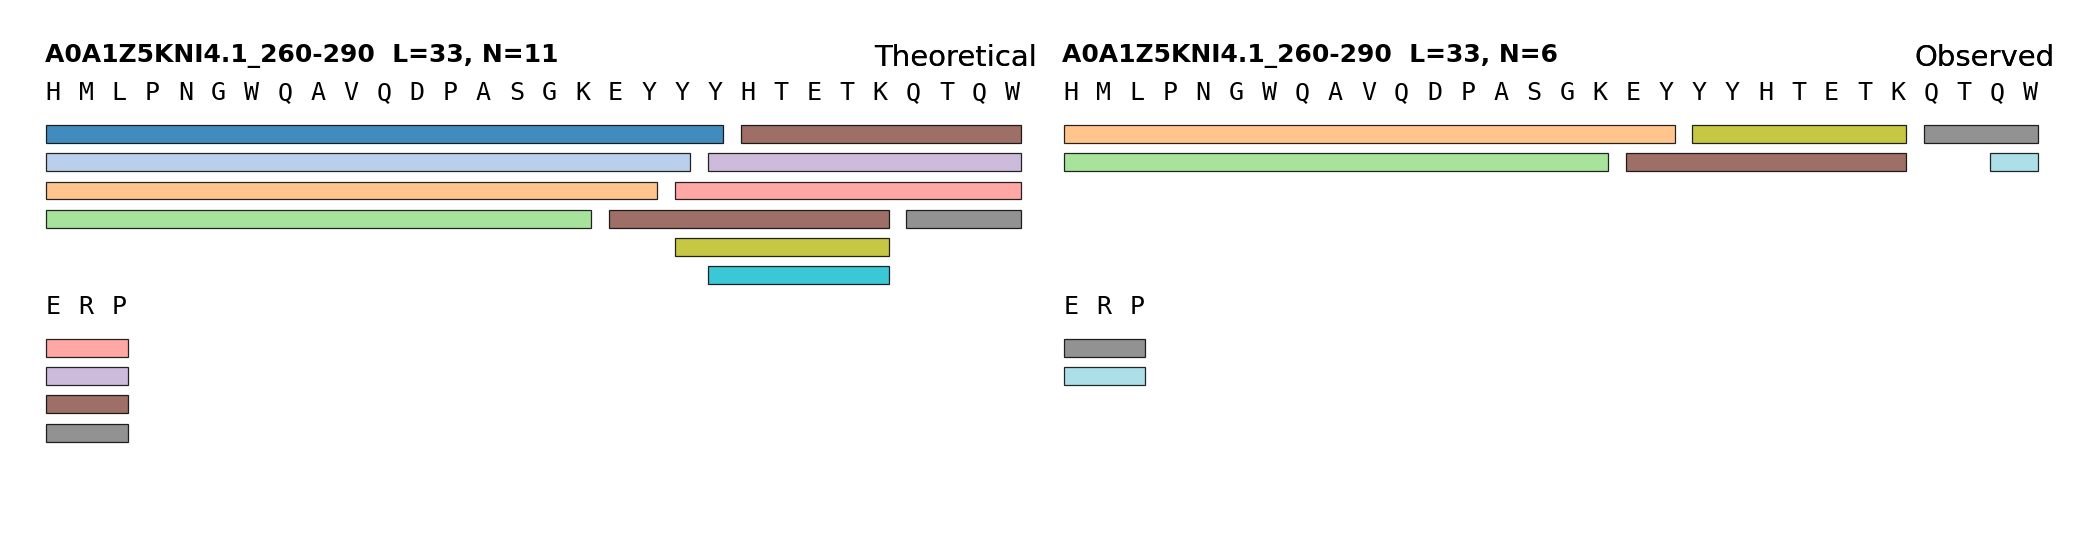 A0A1Z5KNI4.1_260-290 L=33, N=11
Theoretical
H M L P N G W Q A V Q D P A S G K E Y Y Y H T E T K Q T Q W
E R P
A0A1Z5KNI4.1_260-290 L=33, N=6
Observed
H M L P N G W Q A V Q D P A S G K E Y Y Y H T E T K Q T Q W
E R P